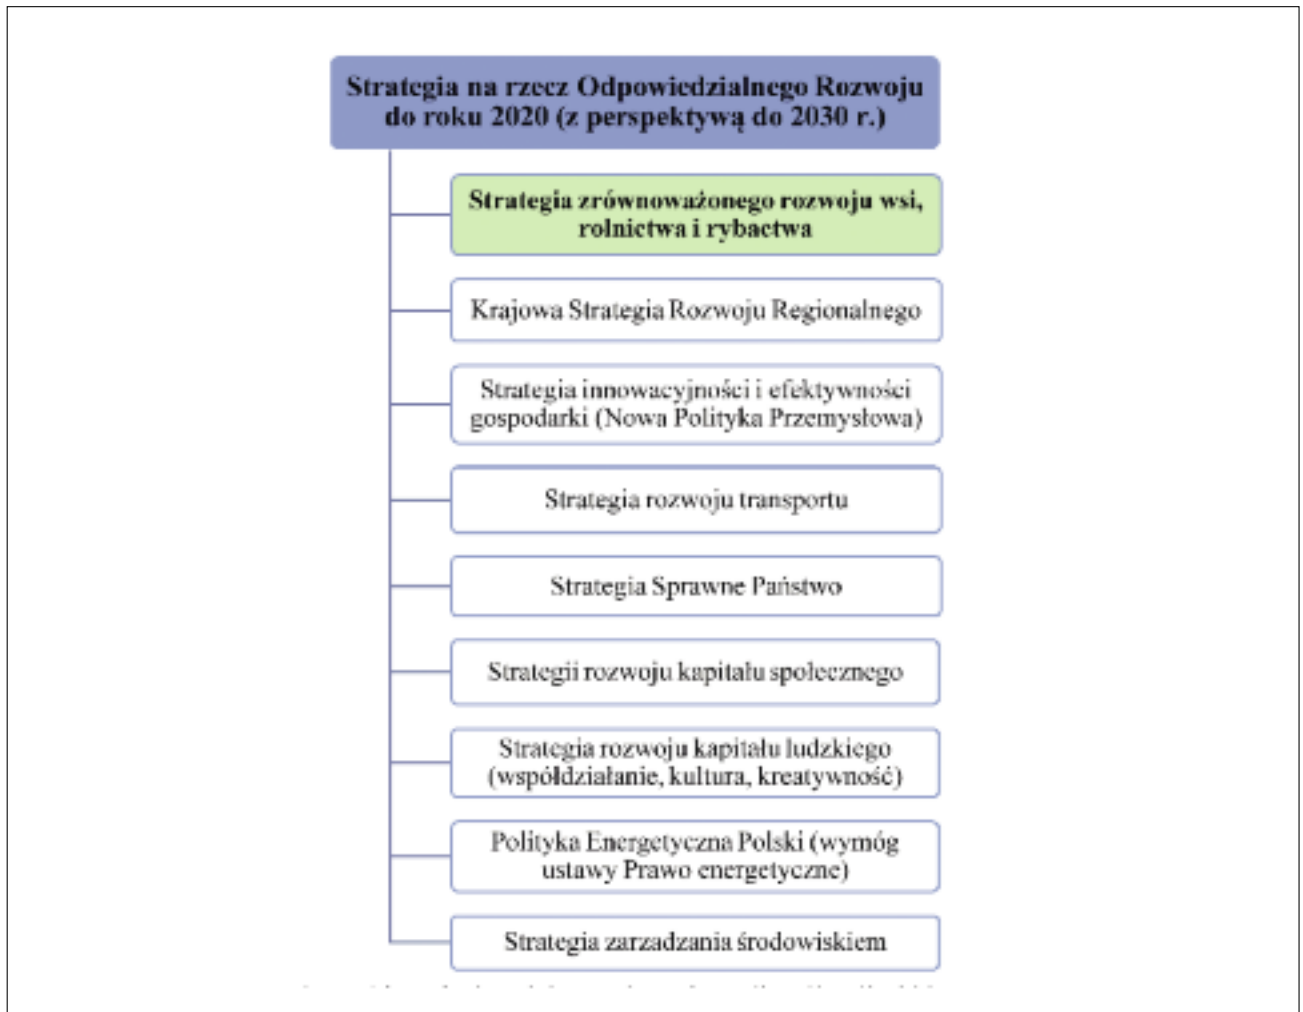 Strategia na rzecz Odpowiedzialnego Rozwoju
do roku 2020 (z perspektywą do 2030 r.)
Strategia zrównoważonego rozwoju wsi,
rolnictwa i rybactwa
Krajowa Strategia Rozwoju Regionalnego
Strategia innowacyjności i efektywności
gospodarki (Nowa Polityka Przemysłowa)
Strategia rozwoju transportu
Strategia Sprawne Państwo
Strategii rozwoju kapitału społecznego
Strategia rozwoju kapitału ludzkiego
(współdziałanie, kultura, kreatywność)
Polityka Energetyczna Polski (wymóg
ustawy Prawo energetyczne)
Strategia zarzadzania środowiskiem